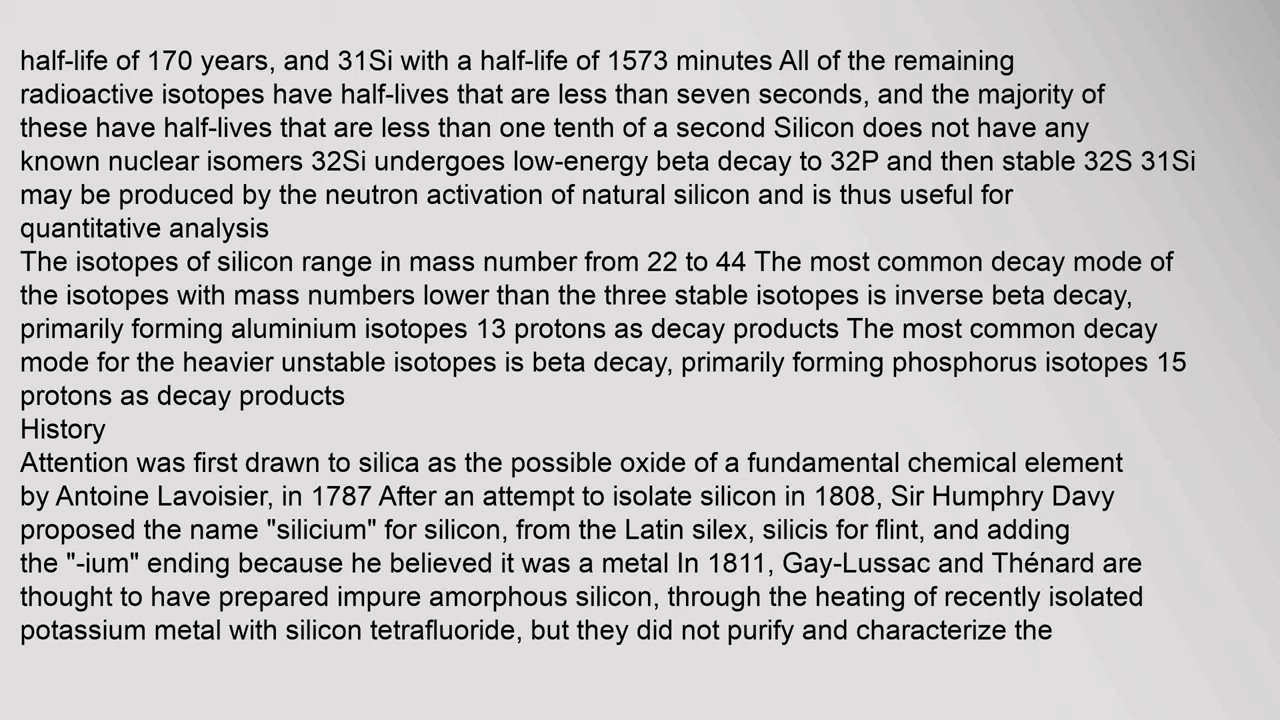 half-life of 170 years, and 31Si with a half-life of 1573 minutes All of the remaining
radioactive isotopes have half-lives that are less than seven seconds, and the majority of
these have half-lives that are less than one tenth of a second Silicon does not have any
known nuclear isomers 32Si undergoes low-energy beta decay to 32P and then stable 32S 31Si
may be produced by the neutron activation of natural silicon and is thus useful for
quantitative analysis
The isotopes of silicon range in mass number from 22 to 44 The most common decay mode of
the isotopes with mass numbers lower than the three stable isotopes is inverse beta decay,
primarily forming aluminium isotopes 13 protons as decay products The most common decay
mode for the heavier unstable isotopes is beta decay, primarily forming phosphorus isotopes 15
protons as decay products
History
Attention was first drawn to silica as the possible oxide of a fundamental chemical element
by Antoine Lavoisier, in 1787 After an attempt to isolate silicon in 1808, Sir Humphry Davy
proposed the name "silicium" for silicon, from the Latin silex, silicis for flint, and adding
the "-ium" ending because he believed it was a metal In 1811, Gay-Lussac and Thénard are
thought to have prepared impure amorphous silicon, through the heating of recently isolated
potassium metal with silicon tetrafluoride, but they did not purify and characterize the